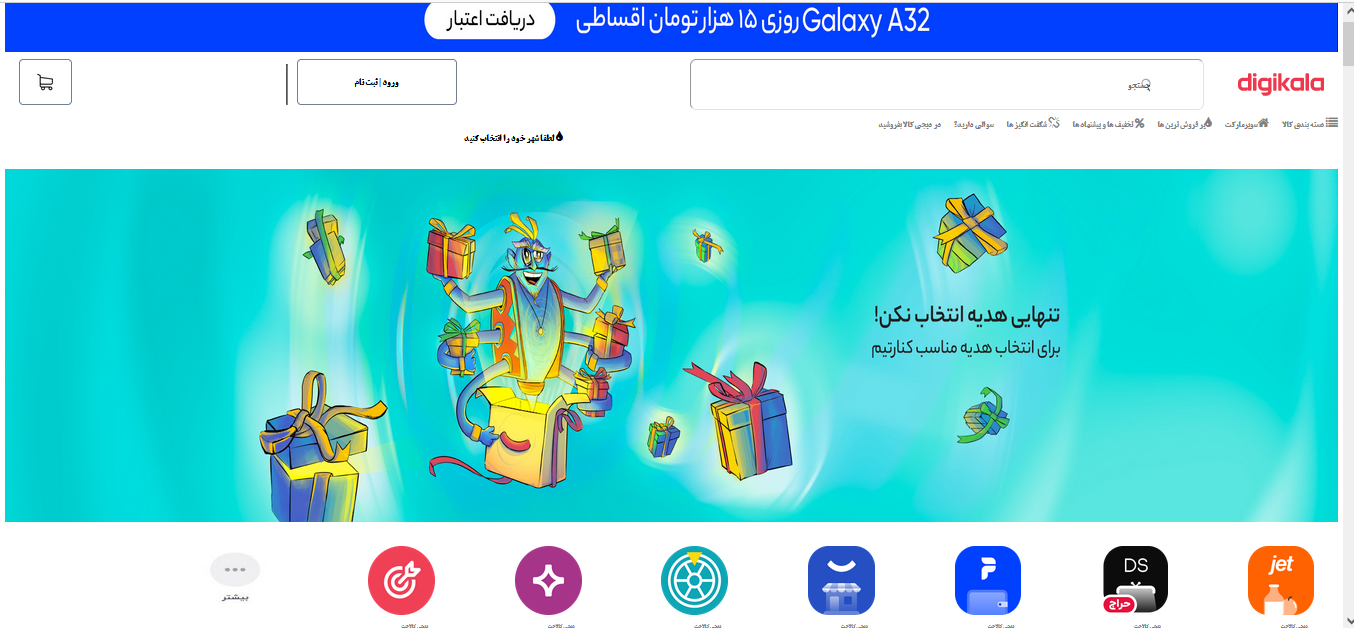 Galaxy A32 روزی ۱۵ هزار تومان اقساطی
دریافت اعتبار
digikala
جستجو
ورود | ثبت نام
دسته بندی کالا
سوپرمارکت
پر فروش ترین ها
تخفیف ها و پیشنهاد ها
شگفت انگیز ها
سوالی دارید؟
در دیجی کالا بفروشید
لطفا شهر خود را انتخاب کنید
تنهایی هدیه انتخاب نکن!
برای انتخاب هدیه مناسب کنارتیم
jet
DS
حراج
بیشتر